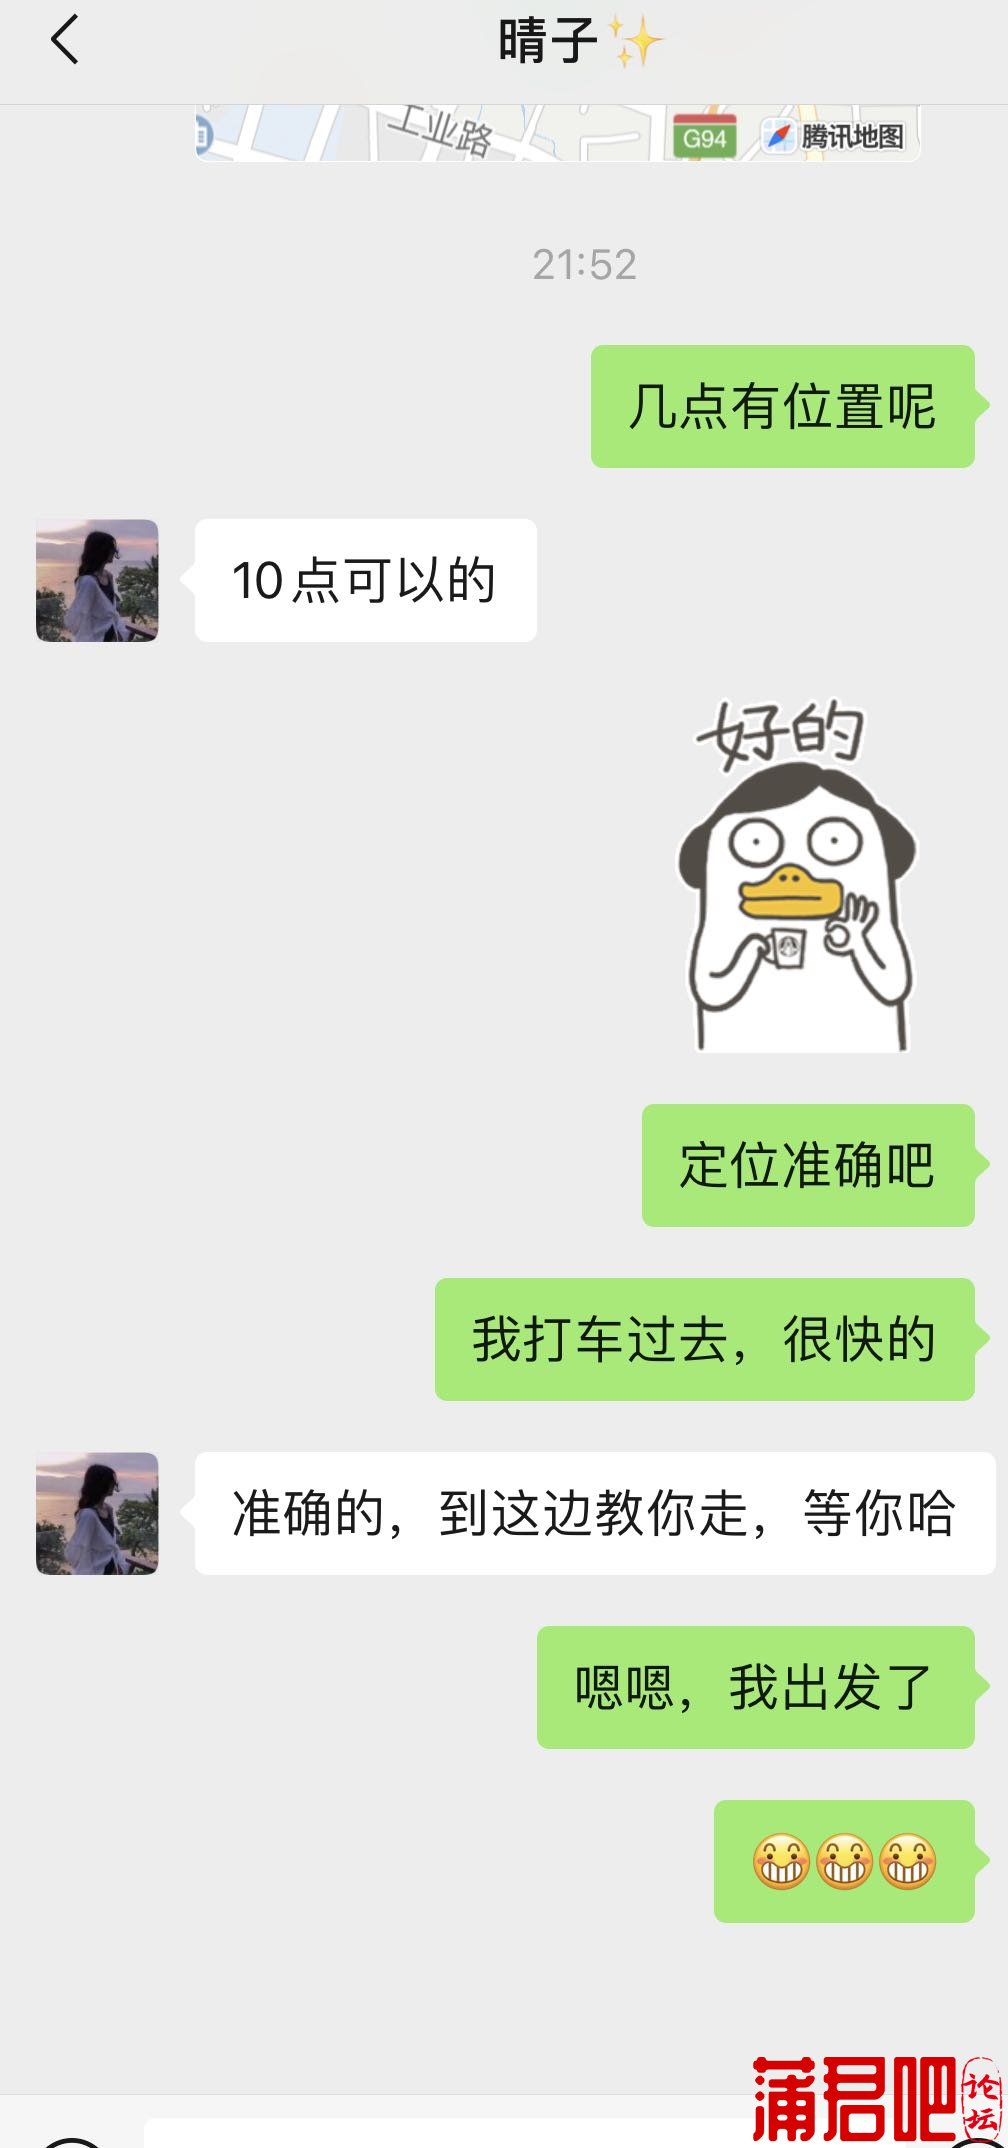 晴子✨
工业路
G94
腾讯地图
21:52
几点有位置呢
10点可以的
好的
定位准确吧
我打车过去，很快的
准确的，到这边教你走，等你哈
嗯嗯，我出发了
😁😁😁
蒲君吧
论坛